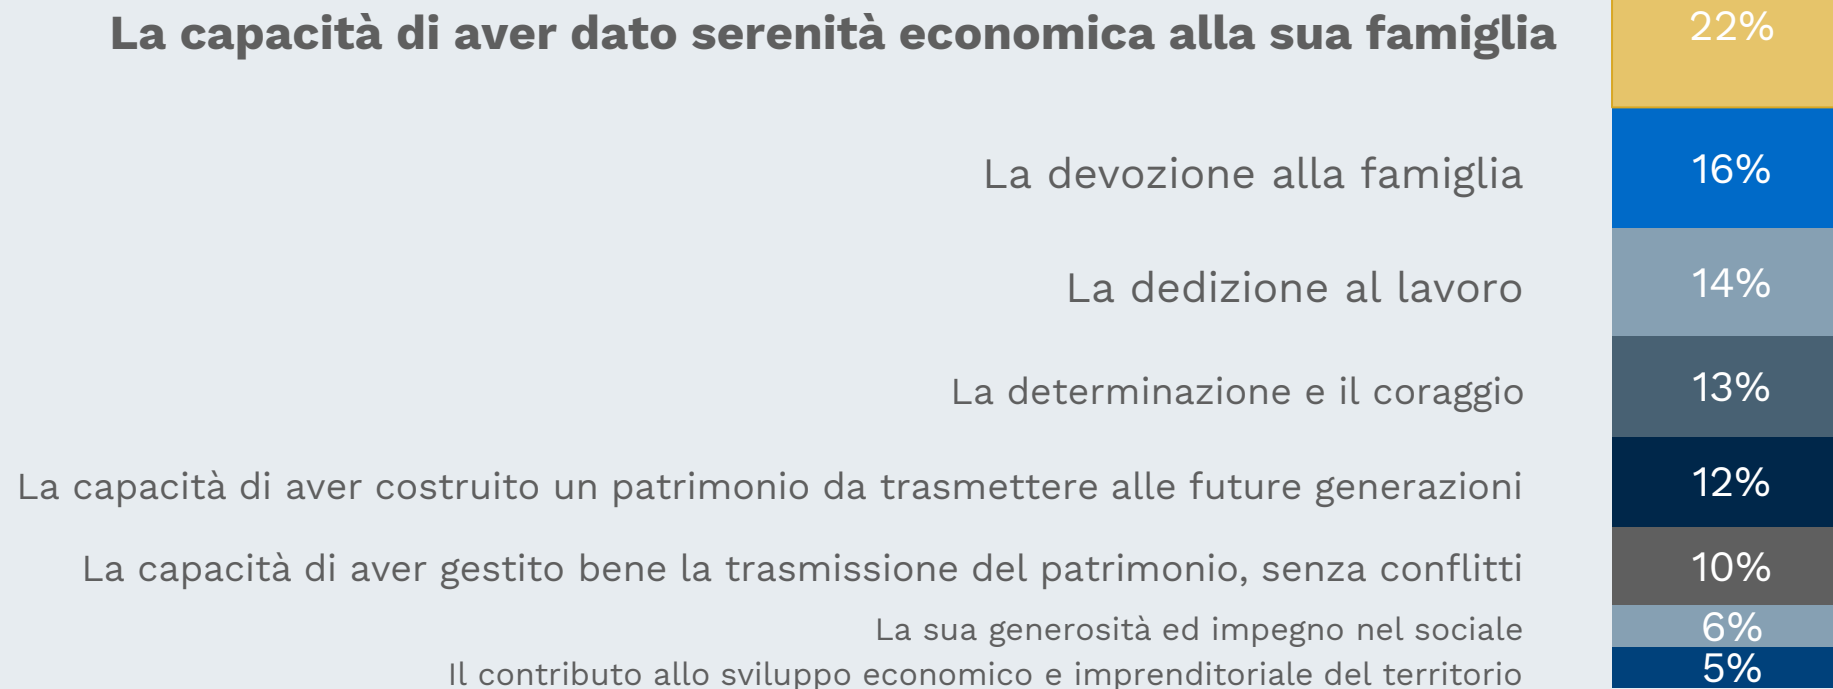 La capacità di aver dato serenità economica alla sua famiglia 22%
La devozione alla famiglia 16%
La dedizione al lavoro 14%
La determinazione e il coraggio 13%
La capacità di aver costruito un patrimonio da trasmettere alle future generazioni 12%
La capacità di aver gestito bene la trasmissione del patrimonio, senza conflitti 10%
La sua generosità ed impegno nel sociale 6%
Il contributo allo sviluppo economico e imprenditoriale del territorio 5%